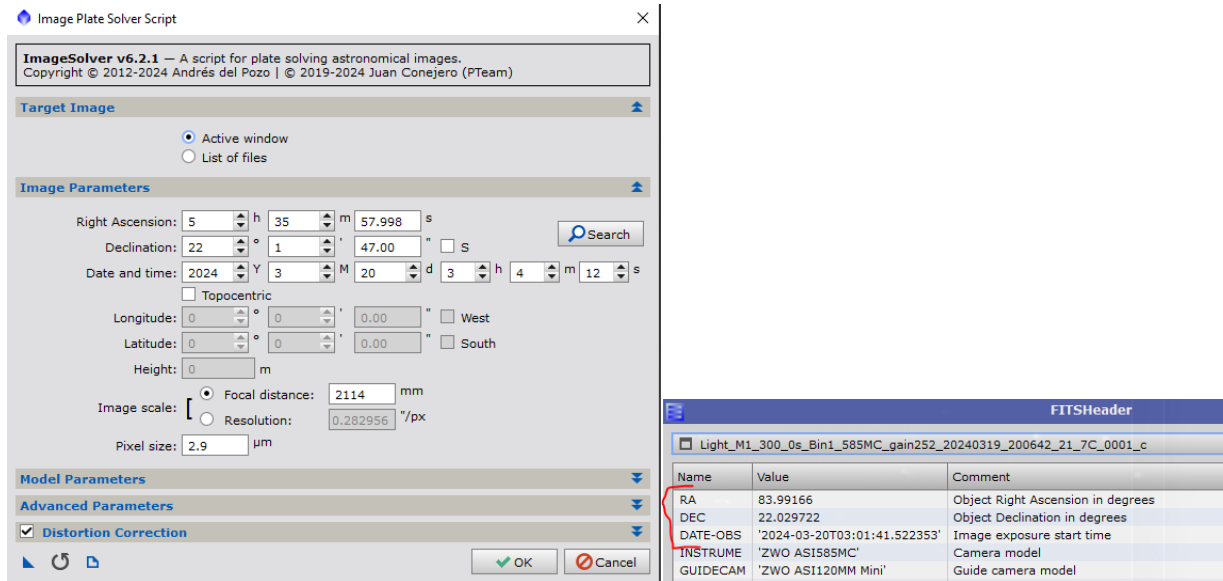 Image Plate Solver Script
ImageSolver v6.2.1 — A script for plate solving astronomical images.
Copyright © 2012-2024 Andrés del Pozo | © 2019-2024 Juan Conejero (PTeam)
Target Image
Active window
List of files
Image Parameters
Right Ascension: 5 h 35 m 57.998 s
Search
Declination: 22 ° 1 ' 47.00 " S
Date and time: 2024 Y 3 M 20 d 3 h 4 m 12 s
Topocentric
Longitude: 0 ° 0 ' 0.00 " West
Latitude: 0 ° 0 ' 0.00 " South
Height: 0 m
Image scale: [ Focal distance: 2114 mm
Resolution: 0.282956 "/px
Pixel size: 2.9 µm
Model Parameters
Advanced Parameters
Distortion Correction
OK Cancel
FITSHeader
Light_M1_300_0s_Bin1_585MC_gain252_20240319_200642_21_7C_0001_c
Name Value Comment
RA 83.99166 Object Right Ascension in degrees
DEC 22.029722 Object Declination in degrees
DATE-OBS '2024-03-20T03:01:41.522353' Image exposure start time
INSTRUME 'ZWO ASI585MC' Camera model
GUIDECAM 'ZWO ASI120MM Mini' Guide camera model